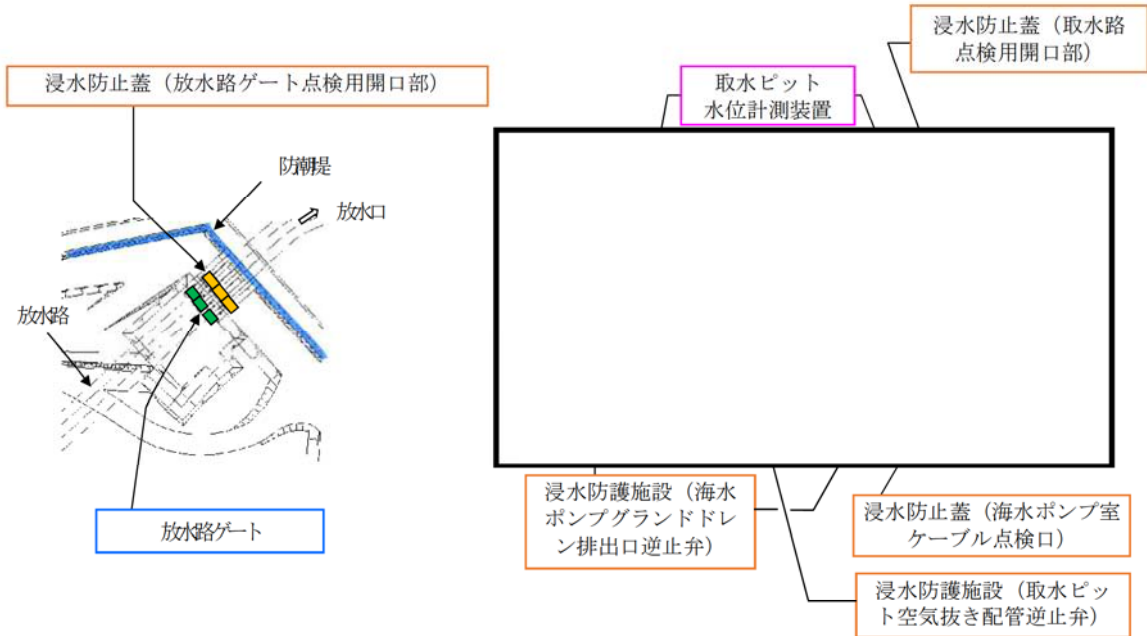 浸水防止蓋（取水路
点検用開口部）
浸水防止蓋（放水路ゲート点検用開口部）
取水ピット
水位計測装置
防潮堤
放水口
放水路
放水路ゲート
浸水防護施設（海水
ポンプグランドドレ
ン排出口逆止弁）
浸水防止蓋（海水ポンプ室
ケーブル点検口）
浸水防護施設（取水ピッ
ト空気抜き配管逆止弁）